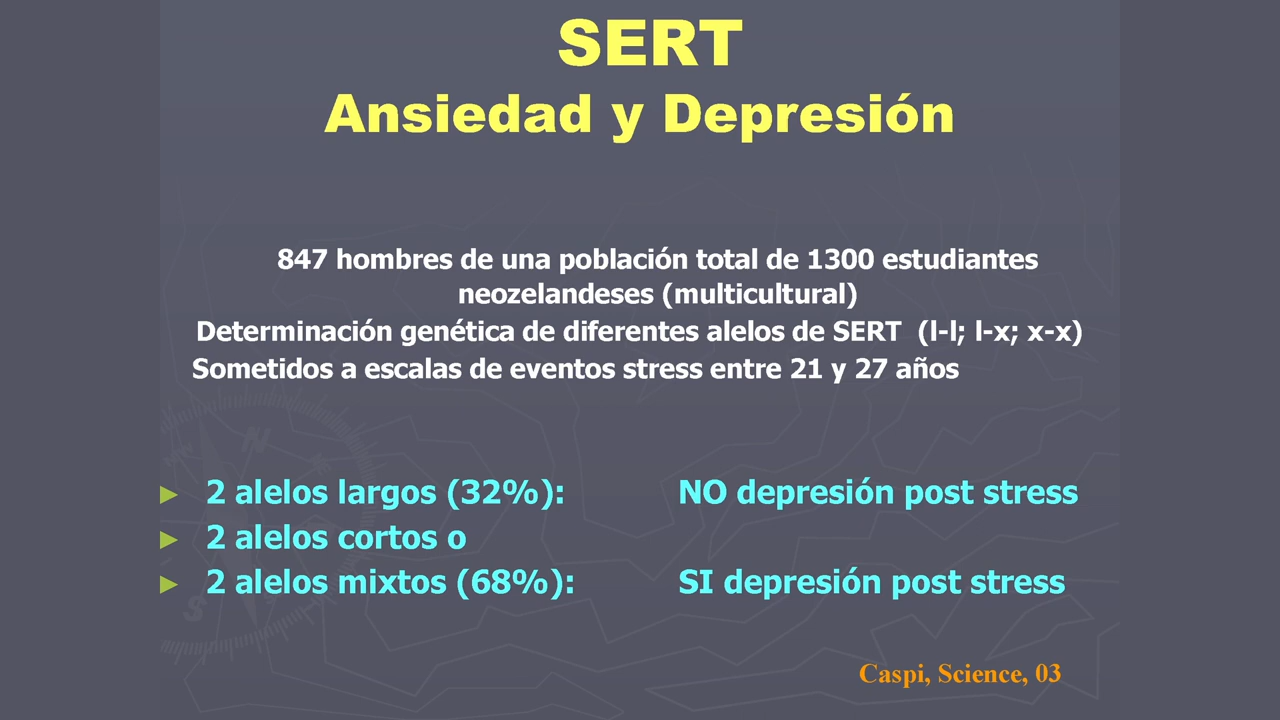 SERT
Ansiedad y Depresión
847 hombres de una población total de 1300 estudiantes
neozelandeses (multicultural)
Determinación genética de diferentes alelos de SERT (l-l; l-x; x-x)
Sometidos a escalas de eventos stress entre 21 y 27 años
► 2 alelos largos (32%): NO depresión post stress
► 2 alelos cortos o
► 2 alelos mixtos (68%): SI depresión post stress
N
S
Caspi, Science, 03